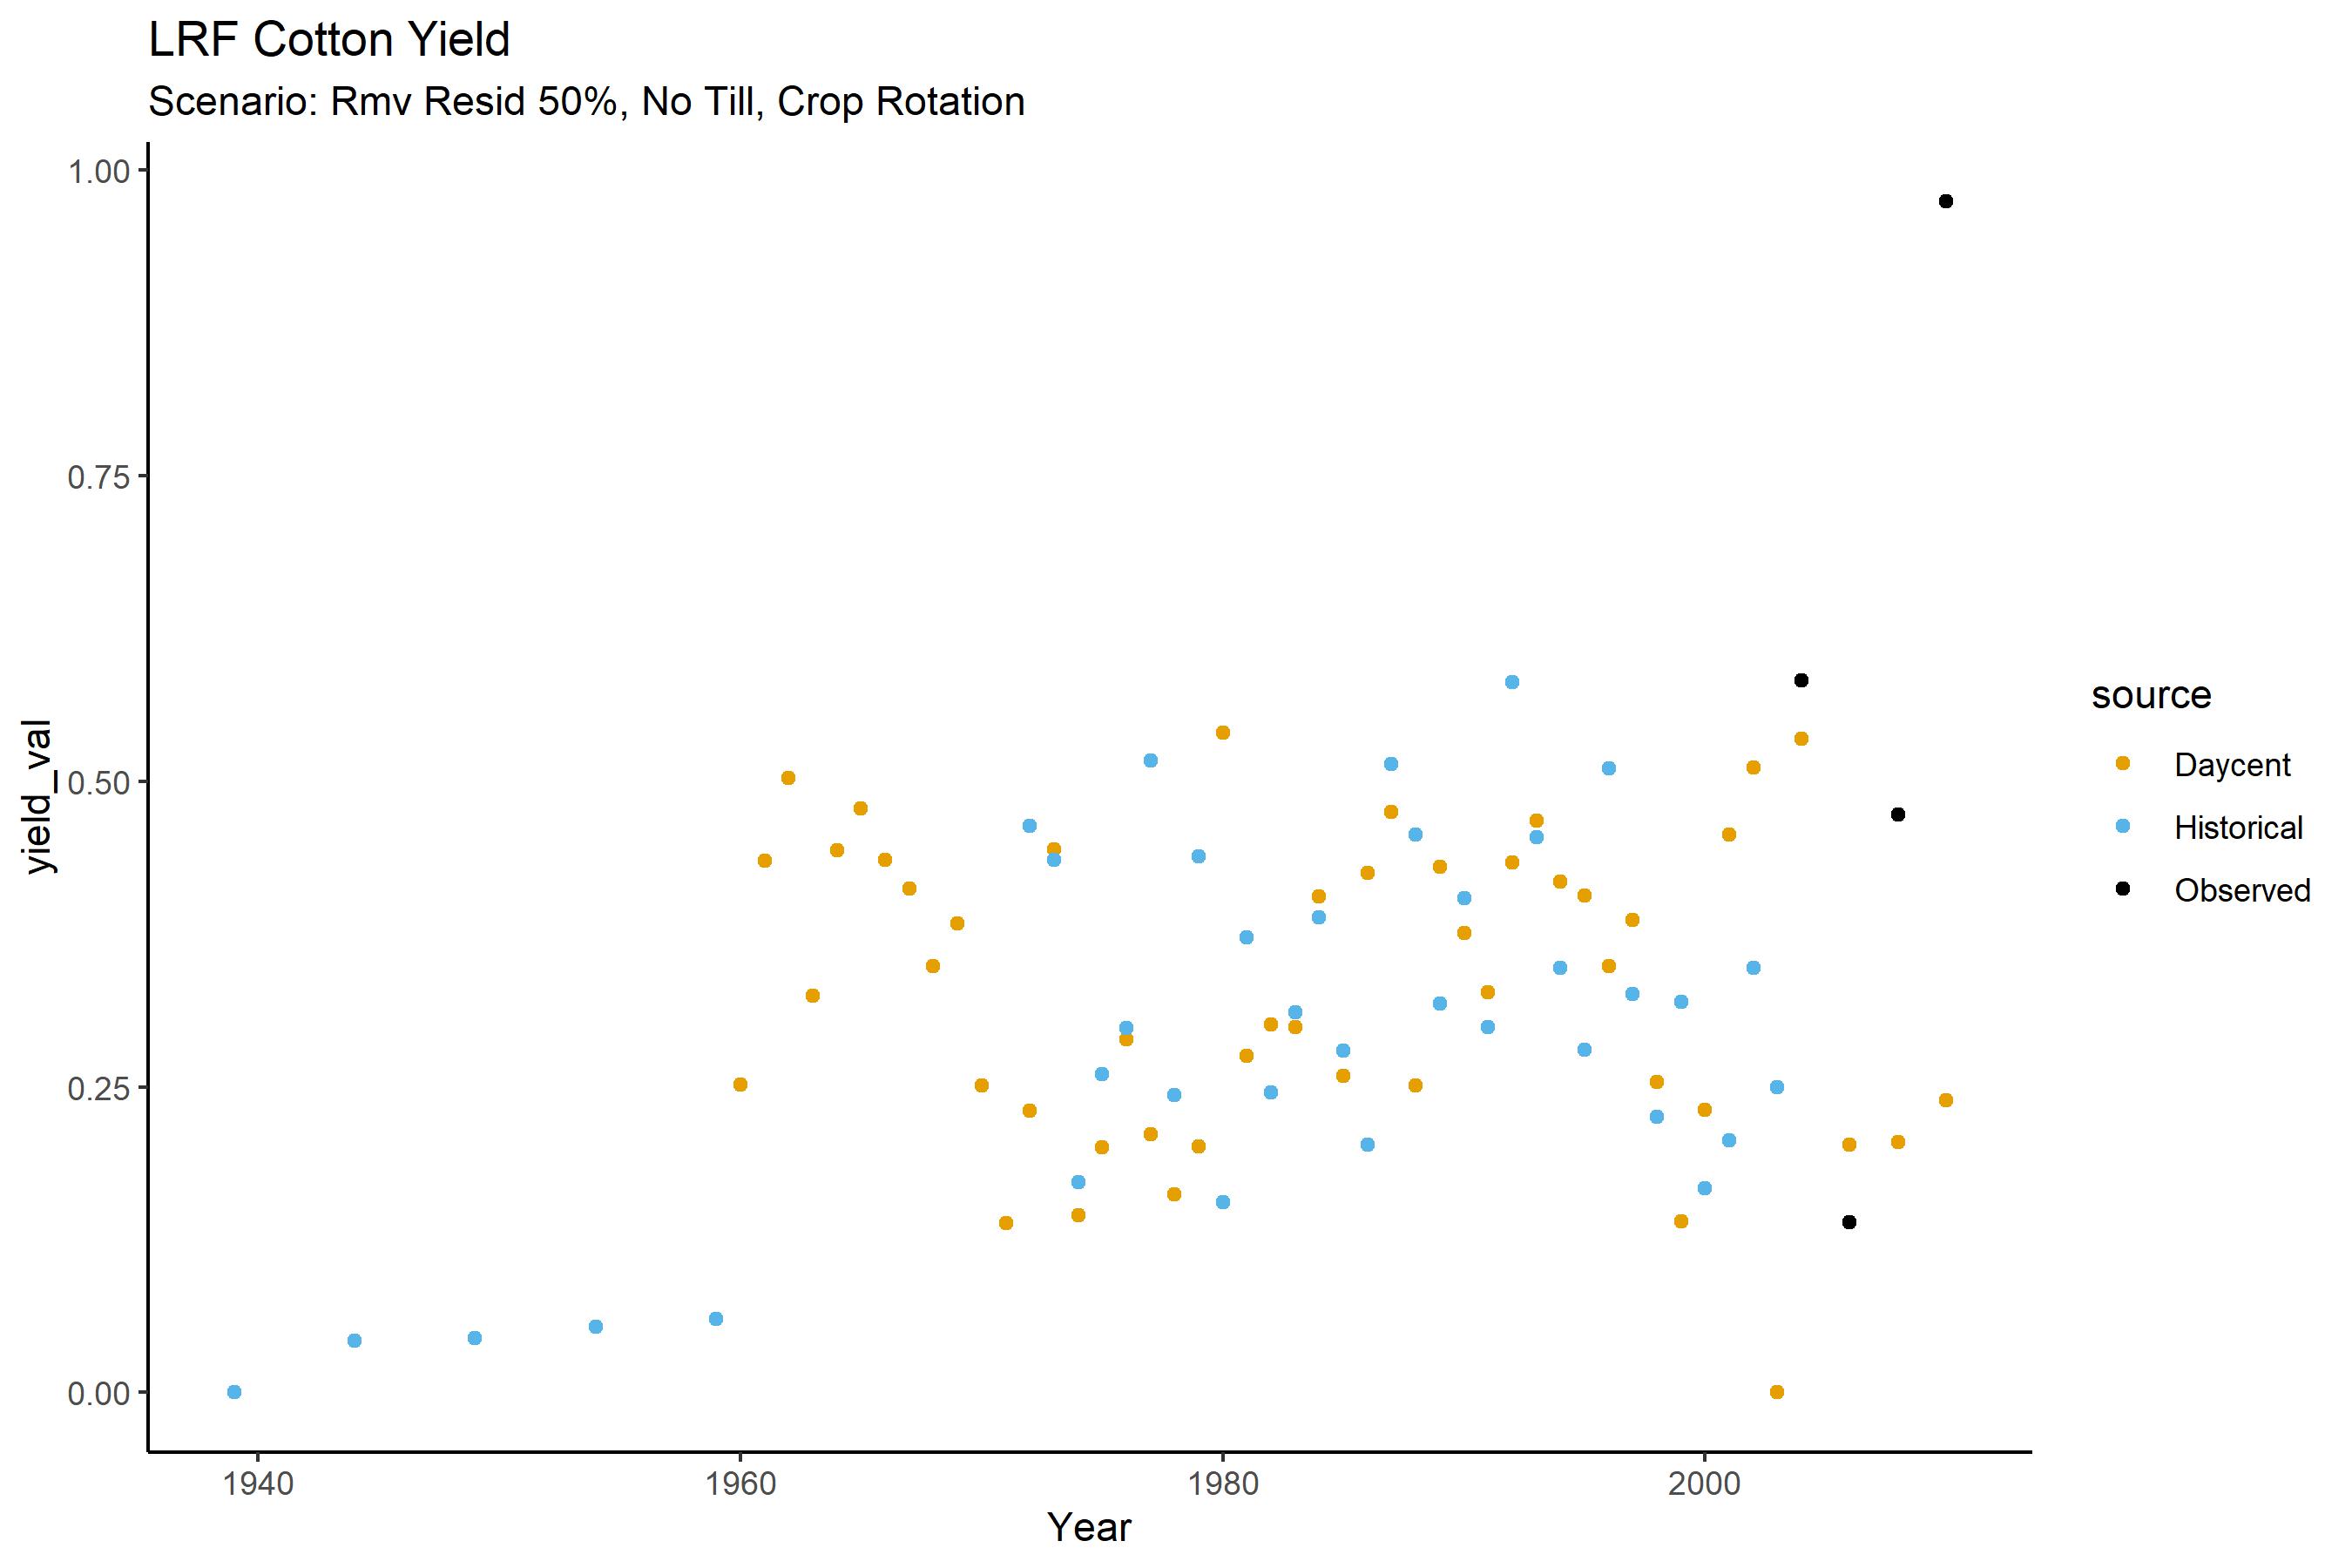 LRF Cotton Yield
Scenario: Rmv Resid 50%, No Till, Crop Rotation
1.00
0.75
0.50
0.25
0.00
yield_val
1940 1960 1980 2000
Year
source
Daycent
Historical
Observed